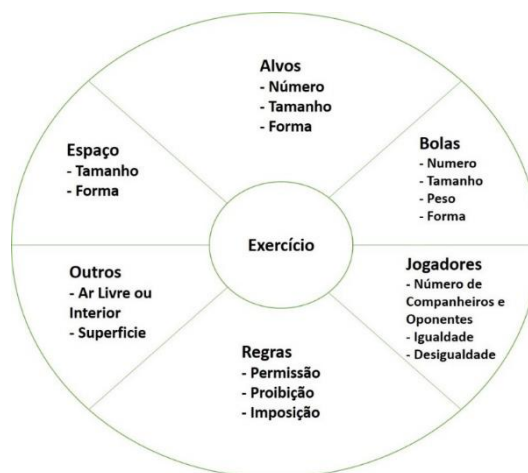 Alvos
- Número
- Tamanho
- Forma
Bolas
- Numero
- Tamanho
- Peso
- Forma
Jogadores
- Número de
Companheiros e
Oponentes
- Igualdade
- Desigualdade
Regras
- Permissão
- Proibição
- Imposição
Outros
- Ar Livre ou
Interior
- Superficie
Espaço
- Tamanho
- Forma
Exercício